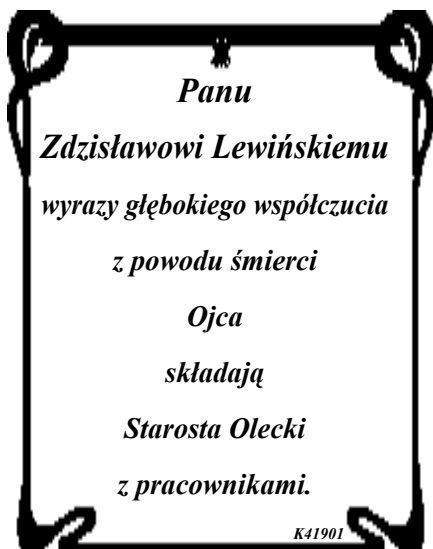 Panu
Zdzisławowi Lewińskiemu
wyrazy głębokiego współczucia
z powodu śmierci
Ojca
składają
Starosta Olecki
z pracownikami.
K41901